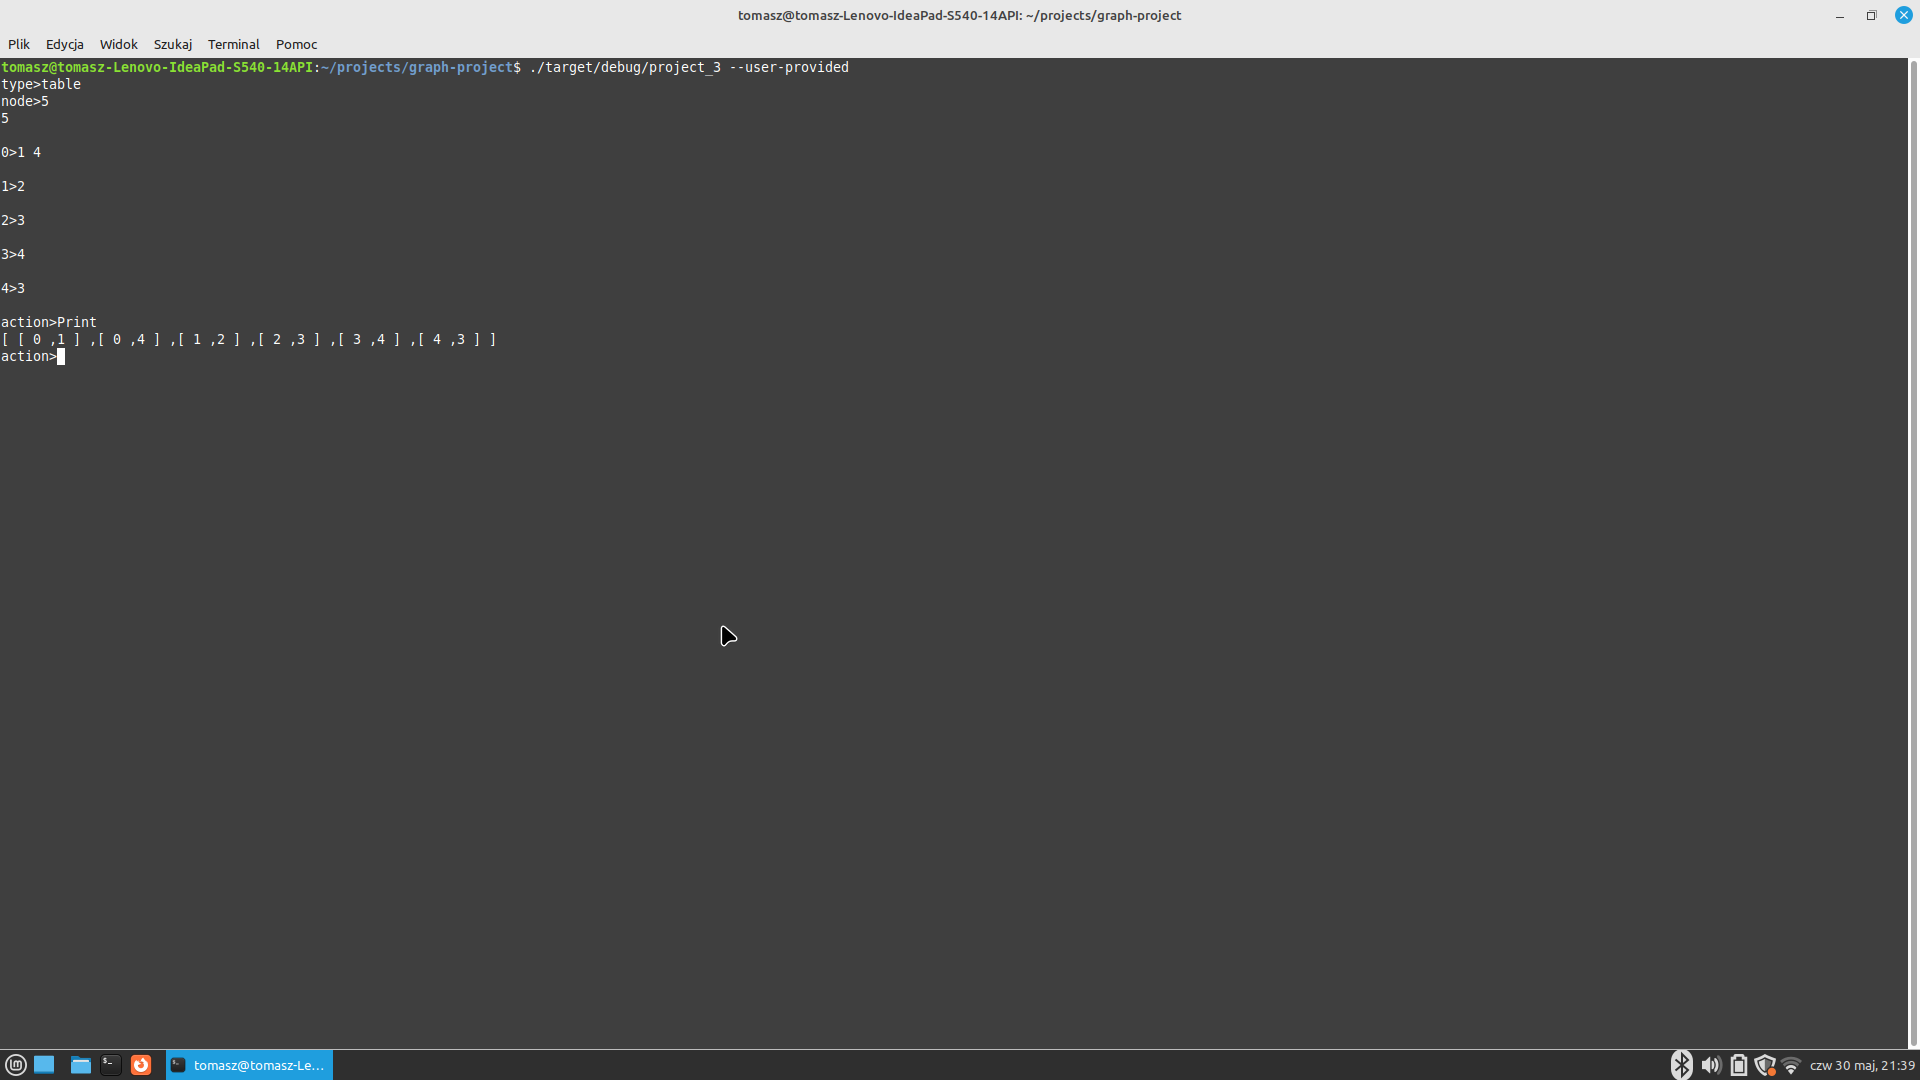 tomasz@tomasz-Lenovo-IdeaPad-S540-14API: ~/projects/graph-project
Plik Edycja Widok Szukaj Terminal Pomoc
tomasz@tomasz-Lenovo-IdeaPad-S540-14API:~/projects/graph-project$ ./target/debug/project_3 --user-provided
type>table
node>5
5
0>1 4
1>2
2>3
3>4
4>3
action>Print
[ [ 0 ,1 ] ,[ 0 ,4 ] ,[ 1 ,2 ] ,[ 2 ,3 ] ,[ 3 ,4 ] ,[ 4 ,3 ] ]
action>
tomasz@tomasz-Le...
czw 30 maj, 21:39